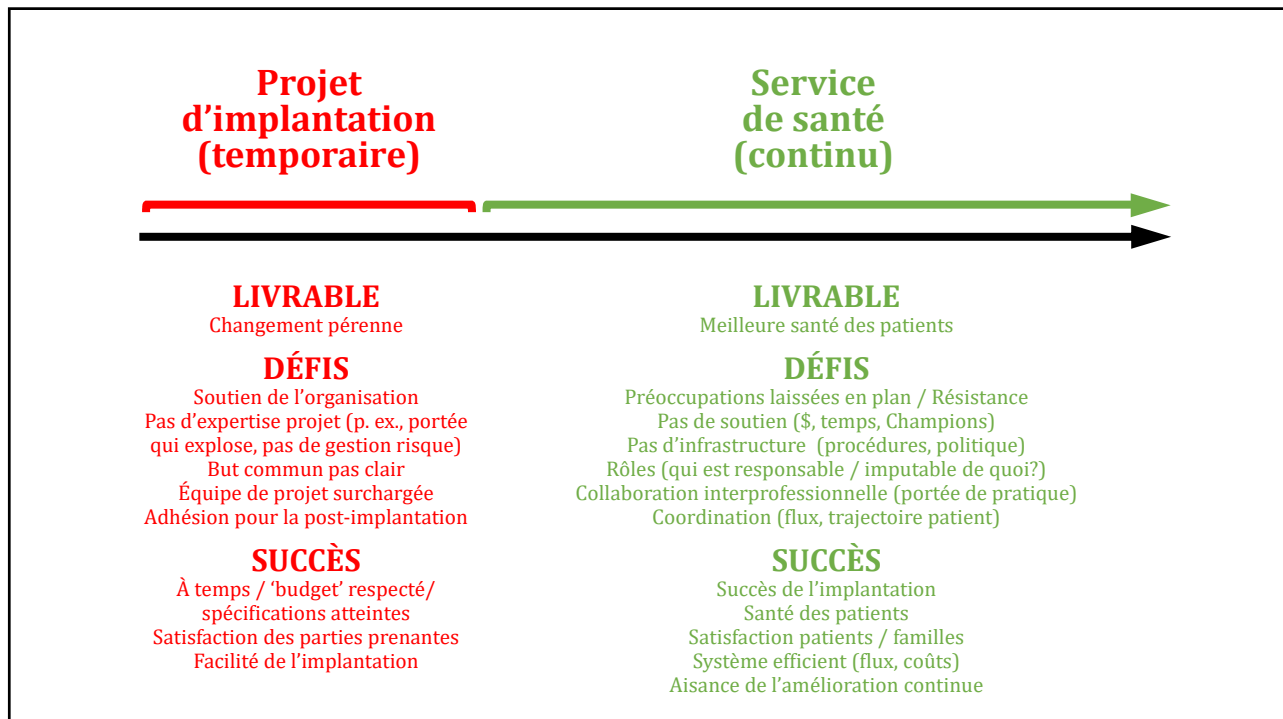 Projet
d’implantation
(temporaire)
Service
de santé
(continu)
LIVRABLE
Changement pérenne
DÉFIS
Soutien de l’organisation
Pas d’expertise projet (p. ex., portée
qui explose, pas de gestion risque)
But commun pas clair
Équipe de projet surchargée
Adhésion pour la post-implantation
SUCCÈS
À temps / ‘budget’ respecté/
spécifications atteintes
Satisfaction des parties prenantes
Facilité de l’implantation
LIVRABLE
Meilleure santé des patients
DÉFIS
Préoccupations laissées en plan / Résistance
Pas de soutien ($, temps, Champions)
Pas d’infrastructure (procédures, politique)
Rôles (qui est responsable / imputable de quoi?)
Collaboration interprofessionnelle (portée de pratique)
Coordination (flux, trajectoire patient)
SUCCÈS
Succès de l’implantation
Santé des patients
Satisfaction patients / familles
Système efficient (flux, coûts)
Aisance de l’amélioration continue